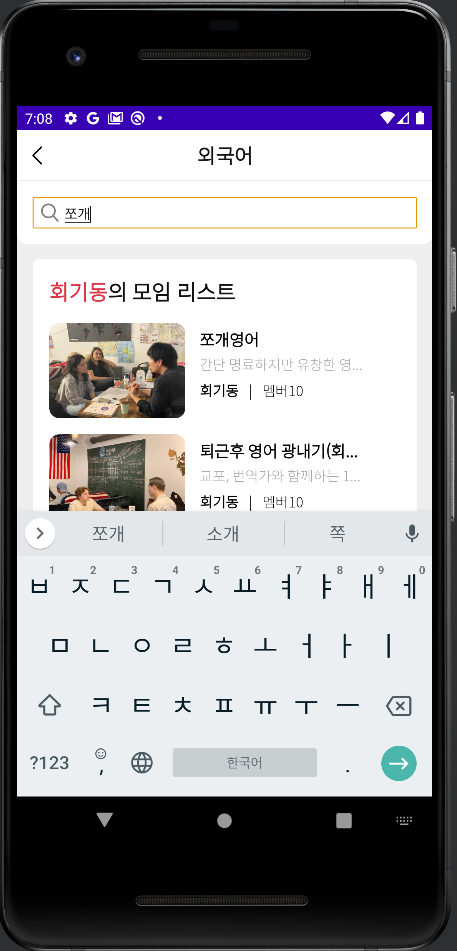 7:08
외국어
쪼개
회기동의 모임 리스트
쪼개영어
간단 명료하지만 유창한 영...
회기동 | 멤버10
퇴근후 영어 광내기(회...
교포, 번역가와 함께하는 1...
회기동 | 멤버10
쪼개 소개 쪽
1 2 3 4 5 6 7 8 9 0
ㅂ ㅈ ㄷ ㄱ ㅅ ㅛ ㅕ ㅑ ㅐ ㅔ
ㅁ ㄴ ㅇ ㄹ ㅎ ㅗ ㅓ ㅏ ㅣ
ㅋ ㅌ ㅊ ㅍ ㅠ ㅜ ㅡ
?123 , 한국어 .